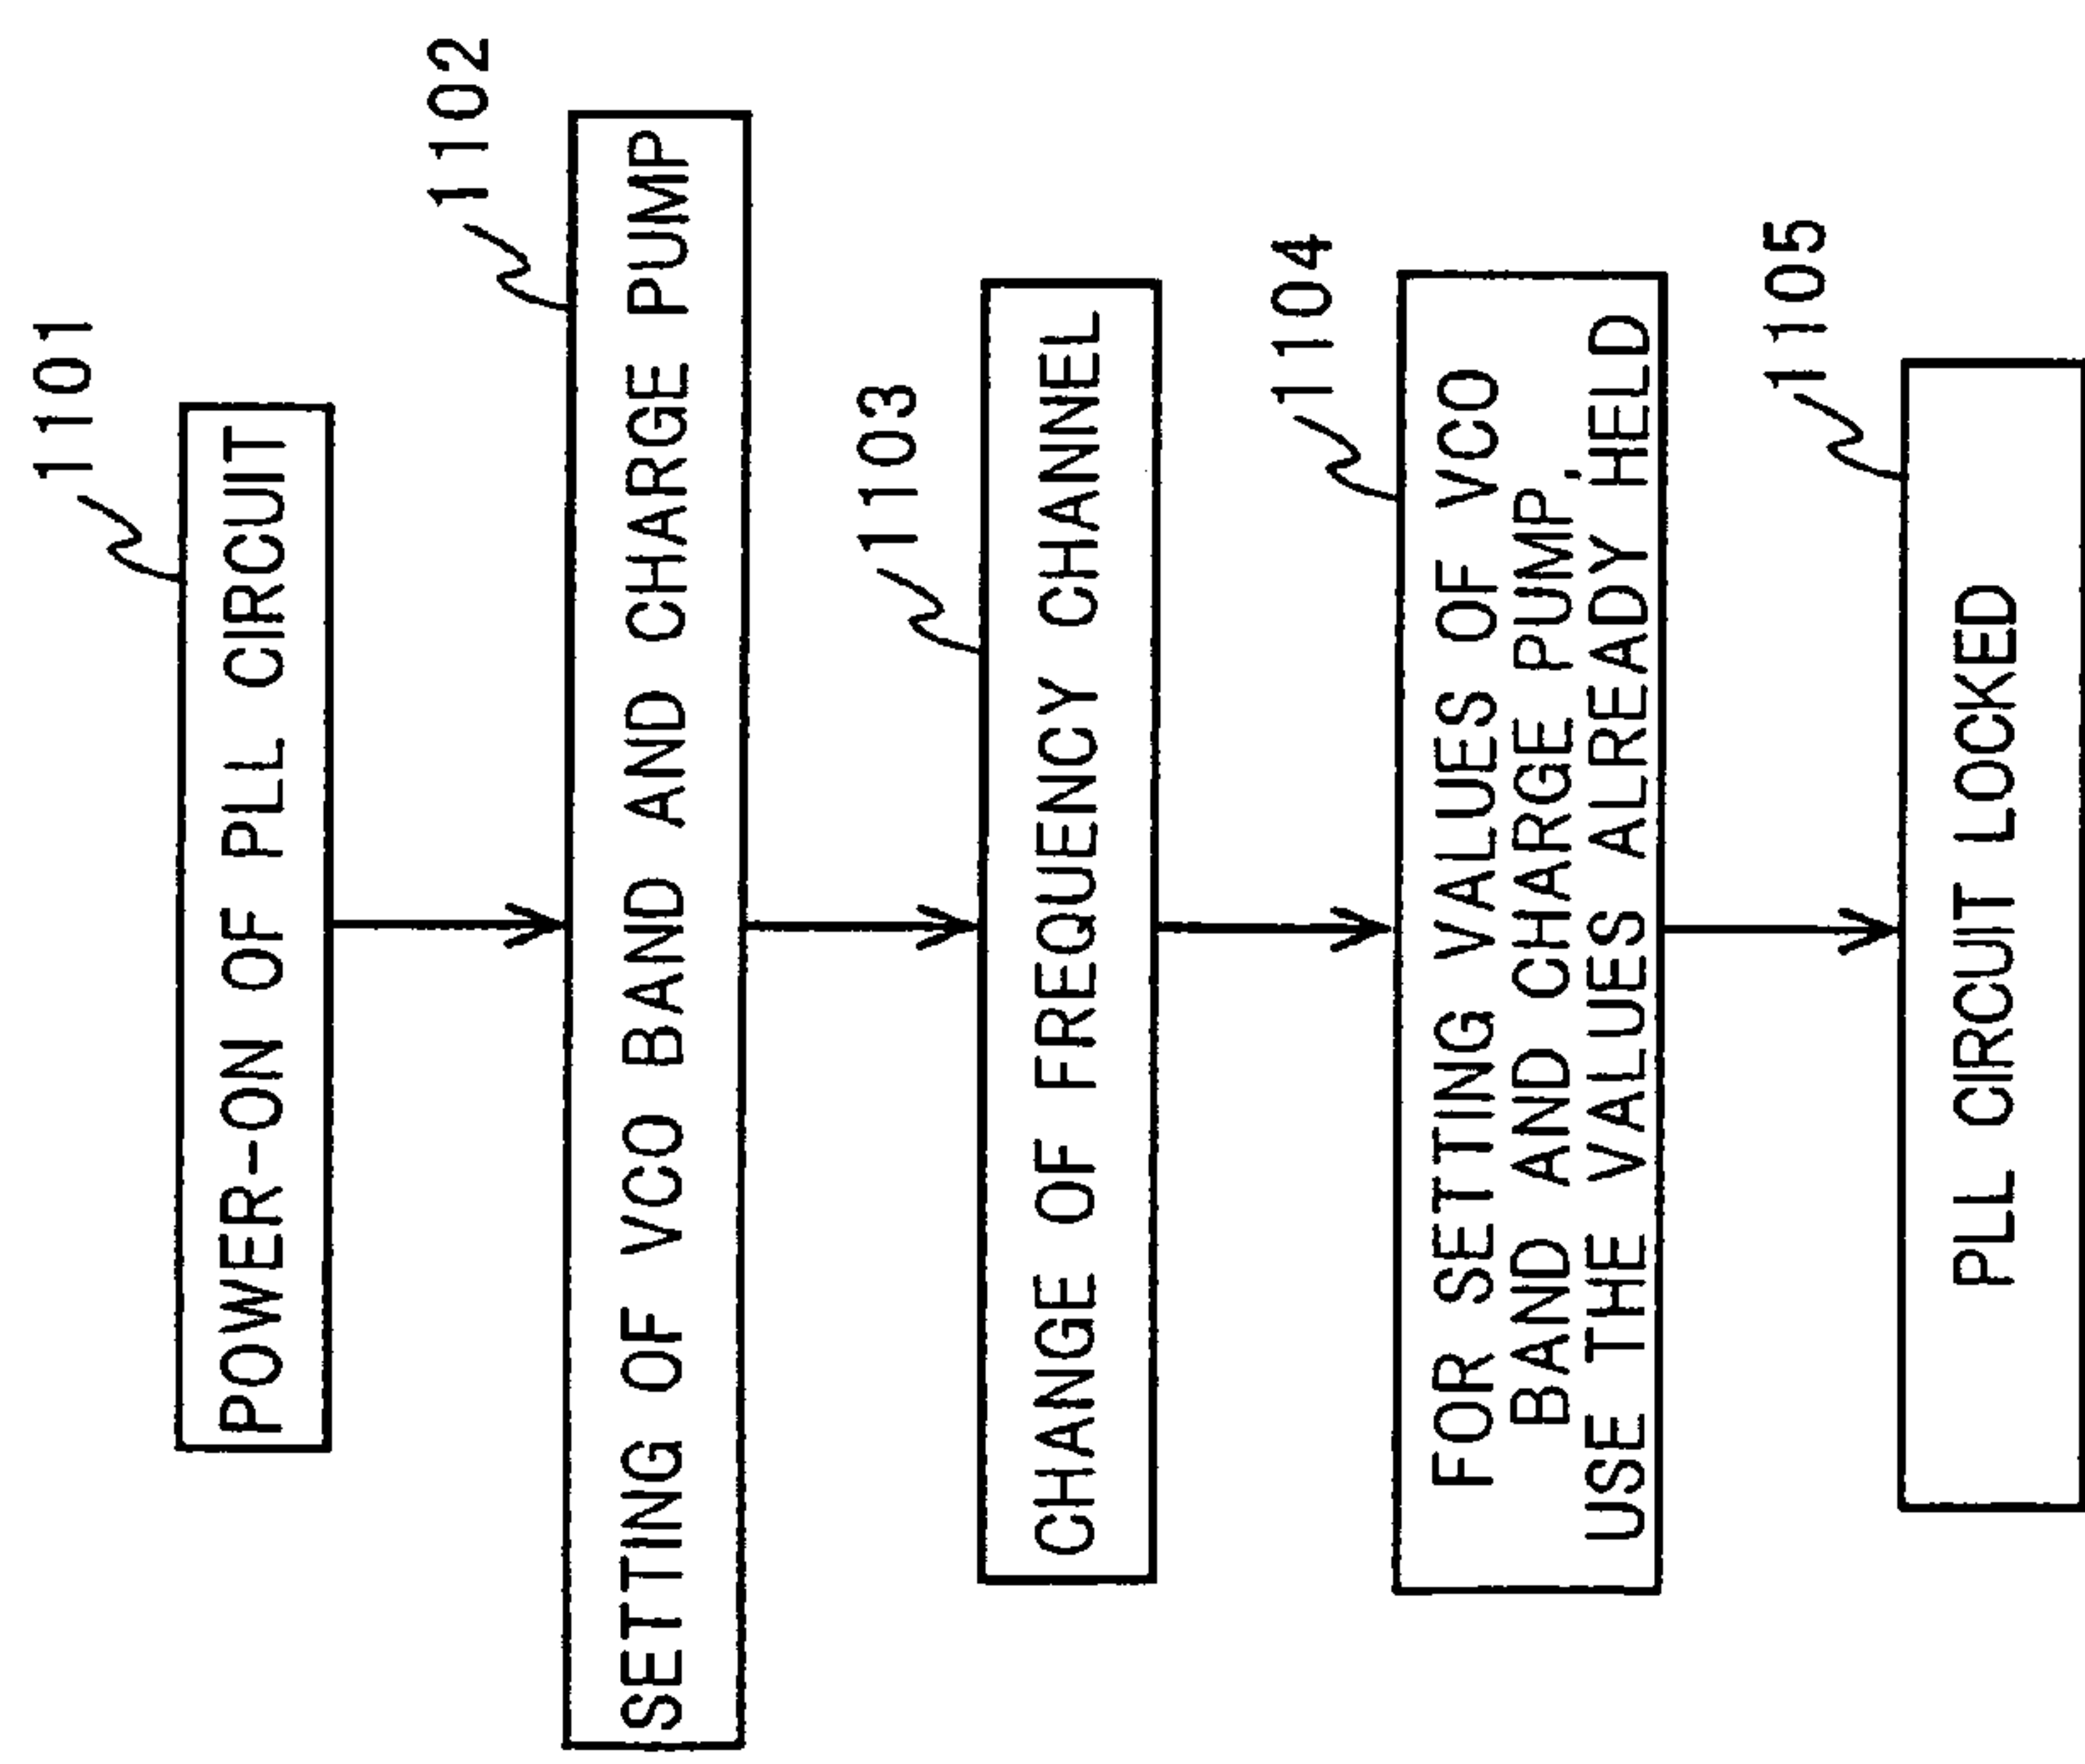 1101
POWER-ON OF PLL CIRCUIT
1102
SETTING OF VCO BAND AND CHARGE PUMP
1103
CHANGE OF FREQUENCY CHANNEL
1104
FOR SETTING VALUES OF VCO
BAND AND CHARGE PUMP,
USE THE VALUES ALREADY HELD
1105
PLL CIRCUIT LOCKED